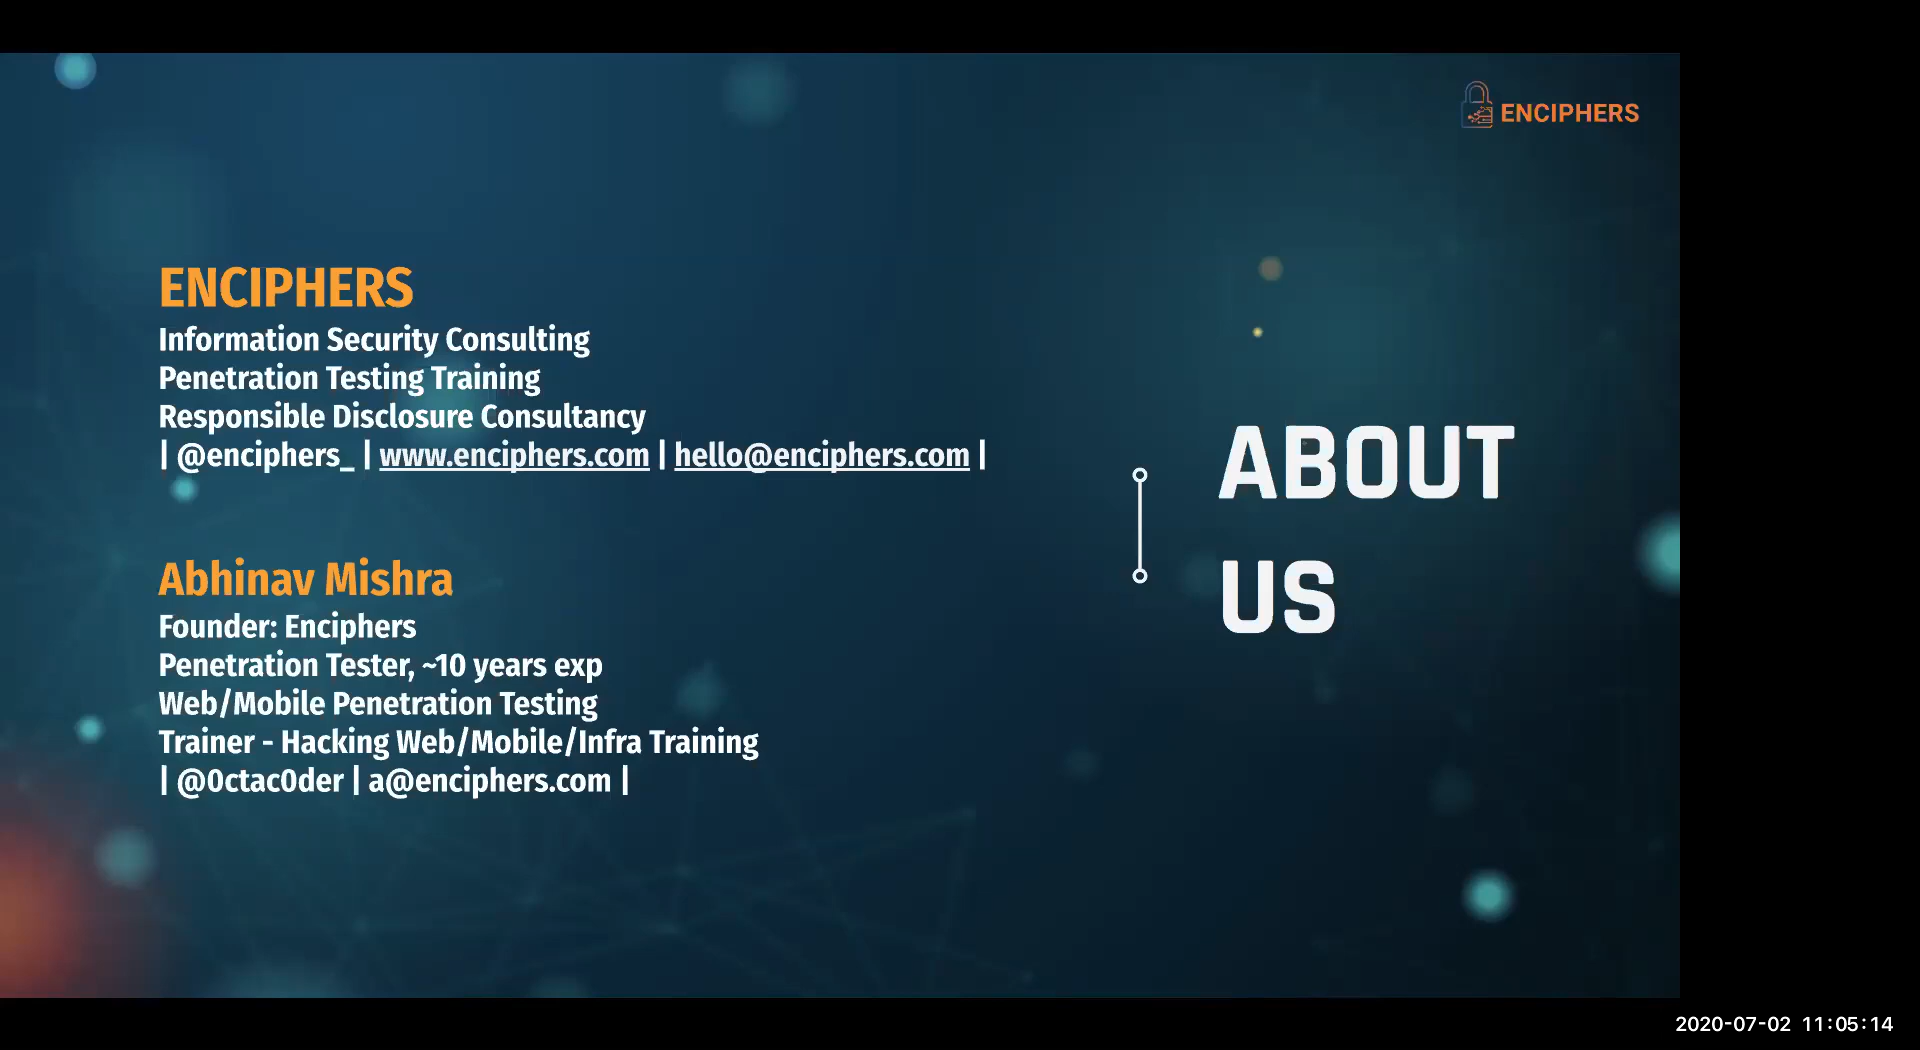 ENCIPHERS
ENCIPHERS
Information Security Consulting
Penetration Testing Training
Responsible Disclosure Consultancy
| @enciphers_ | www.enciphers.com | hello@enciphers.com |
Abhinav Mishra
Founder: Enciphers
Penetration Tester, ~10 years exp
Web/Mobile Penetration Testing
Trainer - Hacking Web/Mobile/Infra Training
| @0ctac0der | a@enciphers.com |
ABOUT
US
2020-07-02 11:05:14